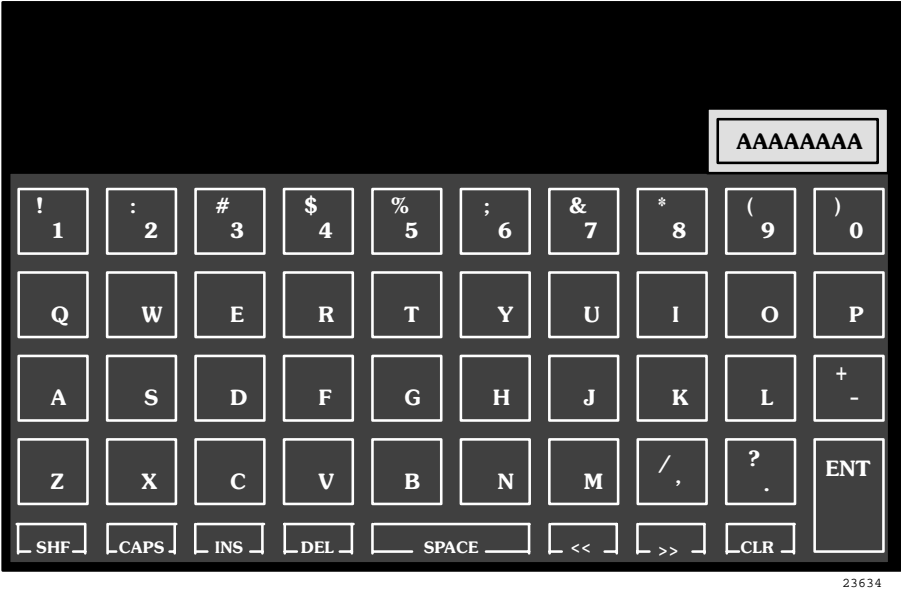 AAAAAAAA
! : # $ % ; & * ( )
1 2 3 4 5 6 7 8 9 0
Q W E R T Y U I O P
+
A S D F G H J K L -
/ ?
Z X C V B N M , . ENT
SHF CAPS INS DEL SPACE << >> CLR
23634